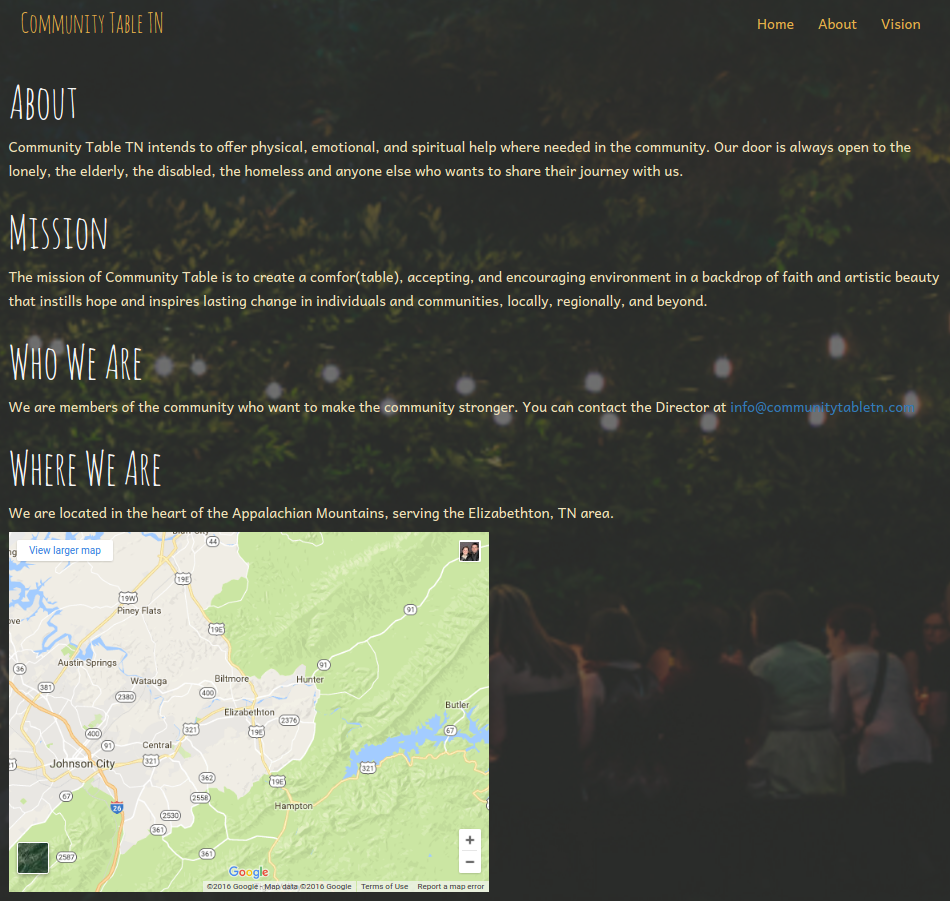 Community Table TN
Home About Vision
About
Community Table TN intends to offer physical, emotional, and spiritual help where needed in the community. Our door is always open to the
lonely, the elderly, the disabled, the homeless and anyone else who wants to share their journey with us.
Mission
The mission of Community Table is to create a comfor(table), accepting, and encouraging environment in a backdrop of faith and artistic beauty
that instills hope and inspires lasting change in individuals and communities, locally, regionally, and beyond.
Who We Are
We are members of the community who want to make the community stronger. You can contact the Director at info@communitytabletn.com
Where We Are
We are located in the heart of the Appalachian Mountains, serving the Elizabethton, TN area.
44
View larger map
19E
19W
Piney Flats
91
19E
Austin Springs
91
36
Watauga
Biltmore
Hunter
381
2380
400
Butler
Elizabethton
2376
67
400
321
19E
91
Central
321
Johnson City
321
362
19E
67
2558
26
Hampton
2530
361
361
2587
Google
+
−
©2016 Google - Map data ©2016 Google Terms of Use Report a map error